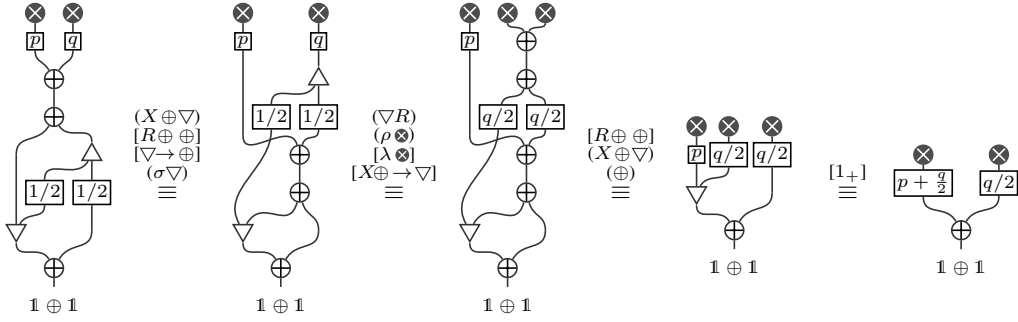 p q
1/2 1/2
𝟙 ⊕ 𝟙
(X ⊕ ▽)
[R⊕ ⊕]
[▽→ ⊕]
(σ▽)
≡
p q
1/2 1/2
𝟙 ⊕ 𝟙
(▽R)
(ρ ⊗)
[λ ⊗]
[X⊕ →▽]
≡
p
q/2 q/2
𝟙 ⊕ 𝟙
[R⊕ ⊕]
(X⊕▽)
(⊕)
≡
p q/2 q/2
𝟙 ⊕ 𝟙
[1₊]
≡
p + q/2 q/2
𝟙 ⊕ 𝟙